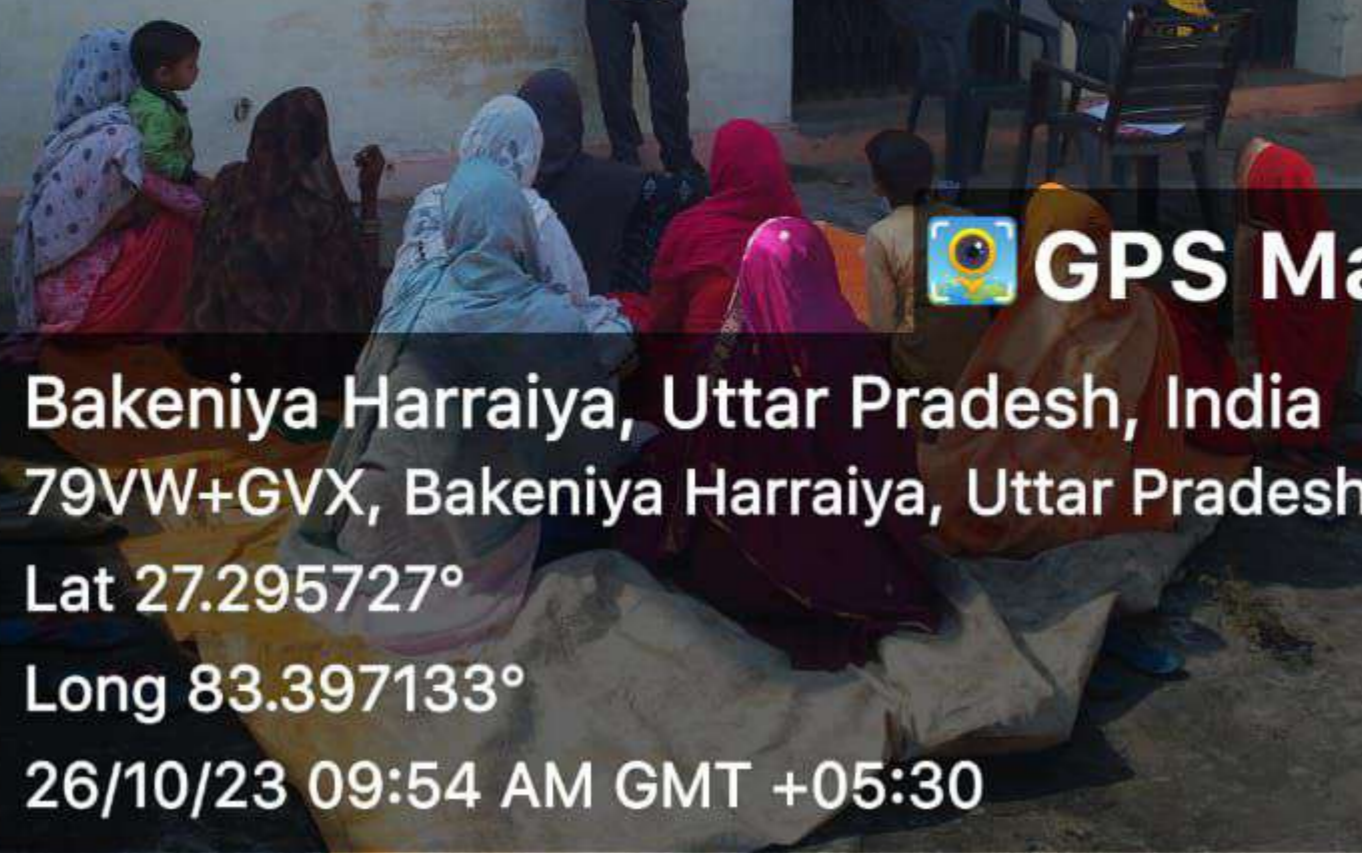 GPS Ma
Bakeniya Harraiya, Uttar Pradesh, India
79VW+GVX, Bakeniya Harraiya, Uttar Pradesh
Lat 27.295727°
Long 83.397133°
26/10/23 09:54 AM GMT +05:30